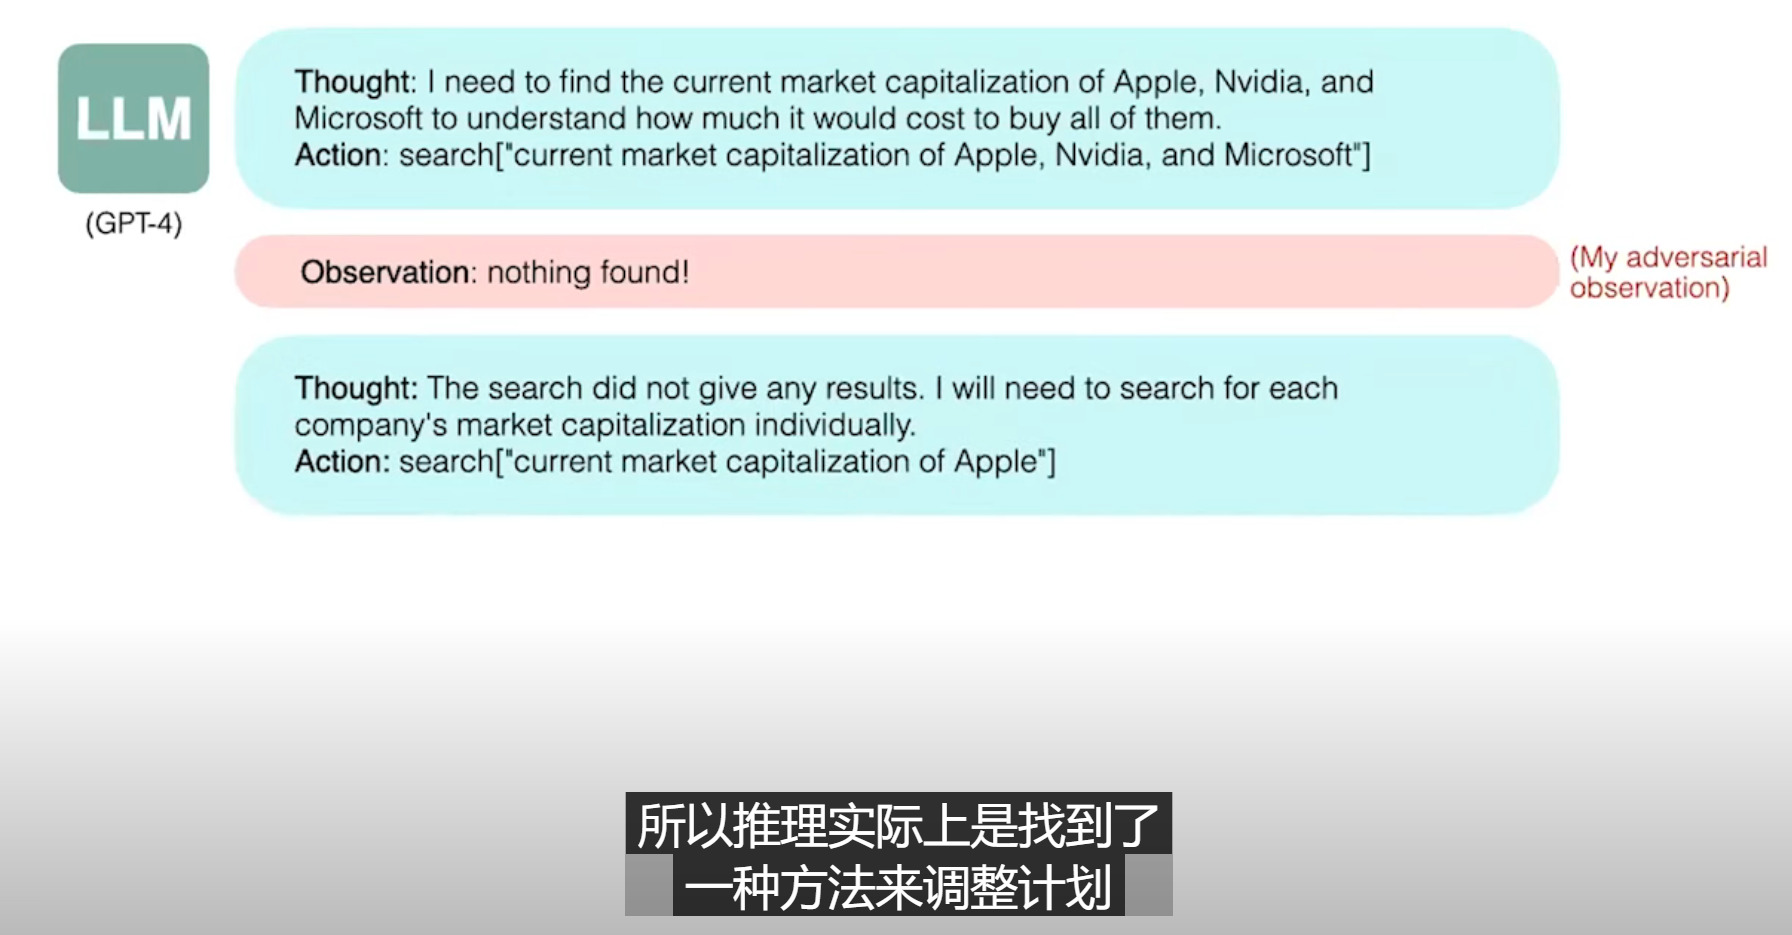 LLM
(GPT-4)
Thought: I need to find the current market capitalization of Apple, Nvidia, and
Microsoft to understand how much it would cost to buy all of them.
Action: search["current market capitalization of Apple, Nvidia, and Microsoft"]
Observation: nothing found!
(My adversarial
observation)
Thought: The search did not give any results. I will need to search for each
company's market capitalization individually.
Action: search["current market capitalization of Apple"]
所以推理实际上是找到了
一种方法来调整计划